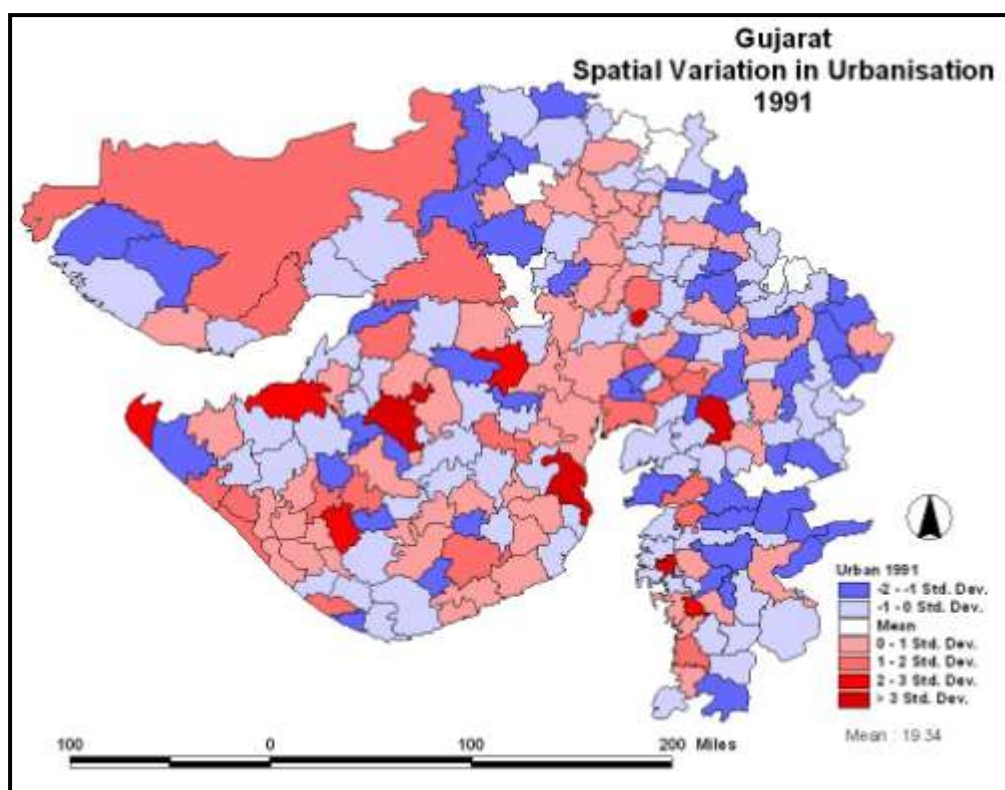 Gujarat
Spatial Variation in Urbanisation
1991
Urban 1991
-2 - -1 Std. Dev.
-1 - 0 Std. Dev.
Mean
0 - 1 Std. Dev.
1 - 2 Std. Dev.
2 - 3 Std. Dev.
> 3 Std. Dev.
Mean : 19.34
100 0 100 200 Miles